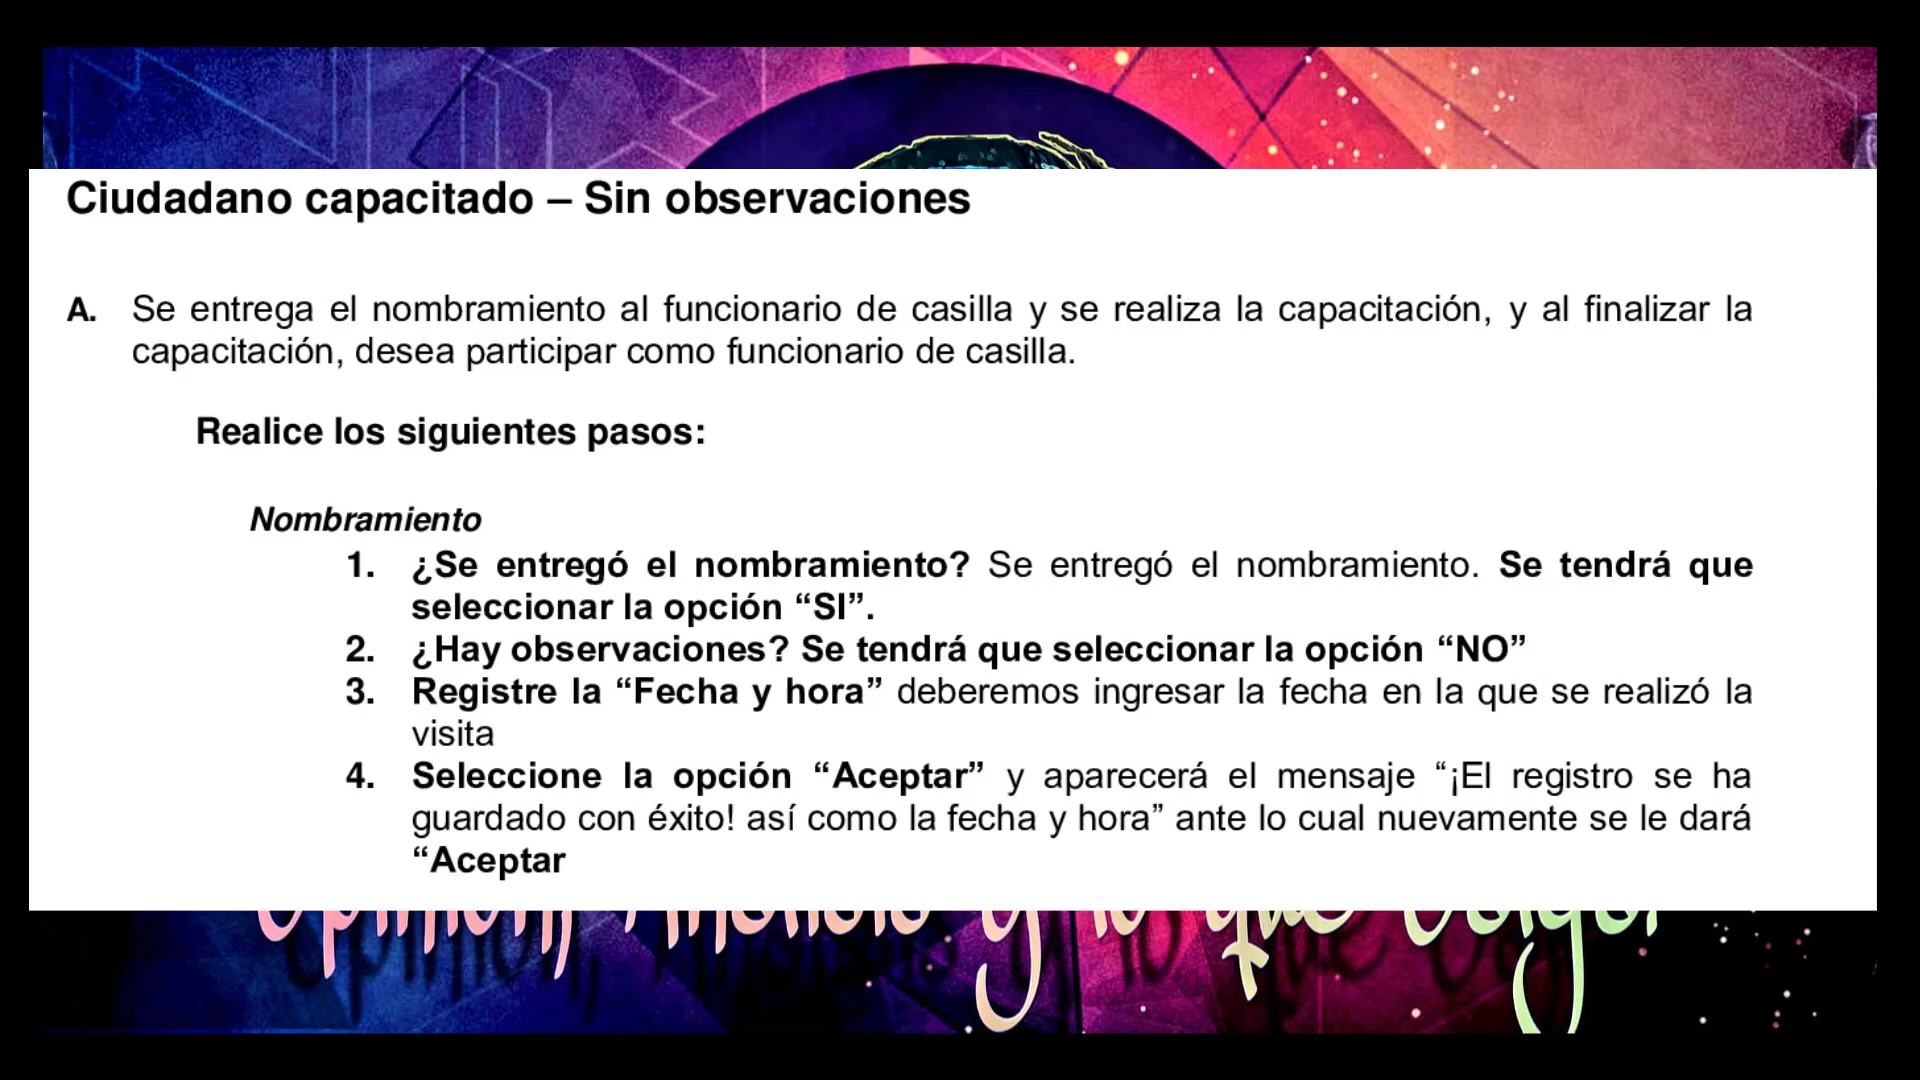 Ciudadano capacitado – Sin observaciones
A. Se entrega el nombramiento al funcionario de casilla y se realiza la capacitación, y al finalizar la
capacitación, desea participar como funcionario de casilla.
Realice los siguientes pasos:
Nombramiento
1. ¿Se entregó el nombramiento? Se entregó el nombramiento. Se tendrá que
seleccionar la opción “SI”.
2. ¿Hay observaciones? Se tendrá que seleccionar la opción “NO”
3. Registre la “Fecha y hora” deberemos ingresar la fecha en la que se realizó la
visita
4. Seleccione la opción “Aceptar” y aparecerá el mensaje “¡El registro se ha
guardado con éxito! así como la fecha y hora” ante lo cual nuevamente se le dará
“Aceptar
Opinión, Análisis y lo que